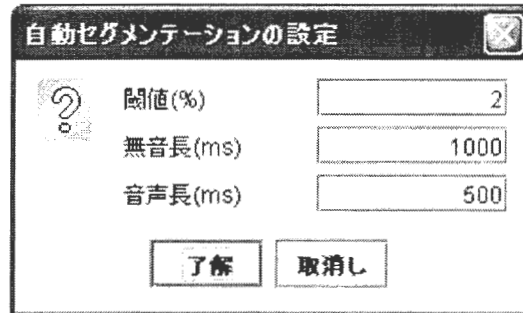 自動セグメンテーションの設定
閾値(%) 2
無音長(ms) 1000
音声長(ms) 500
了解 取消し